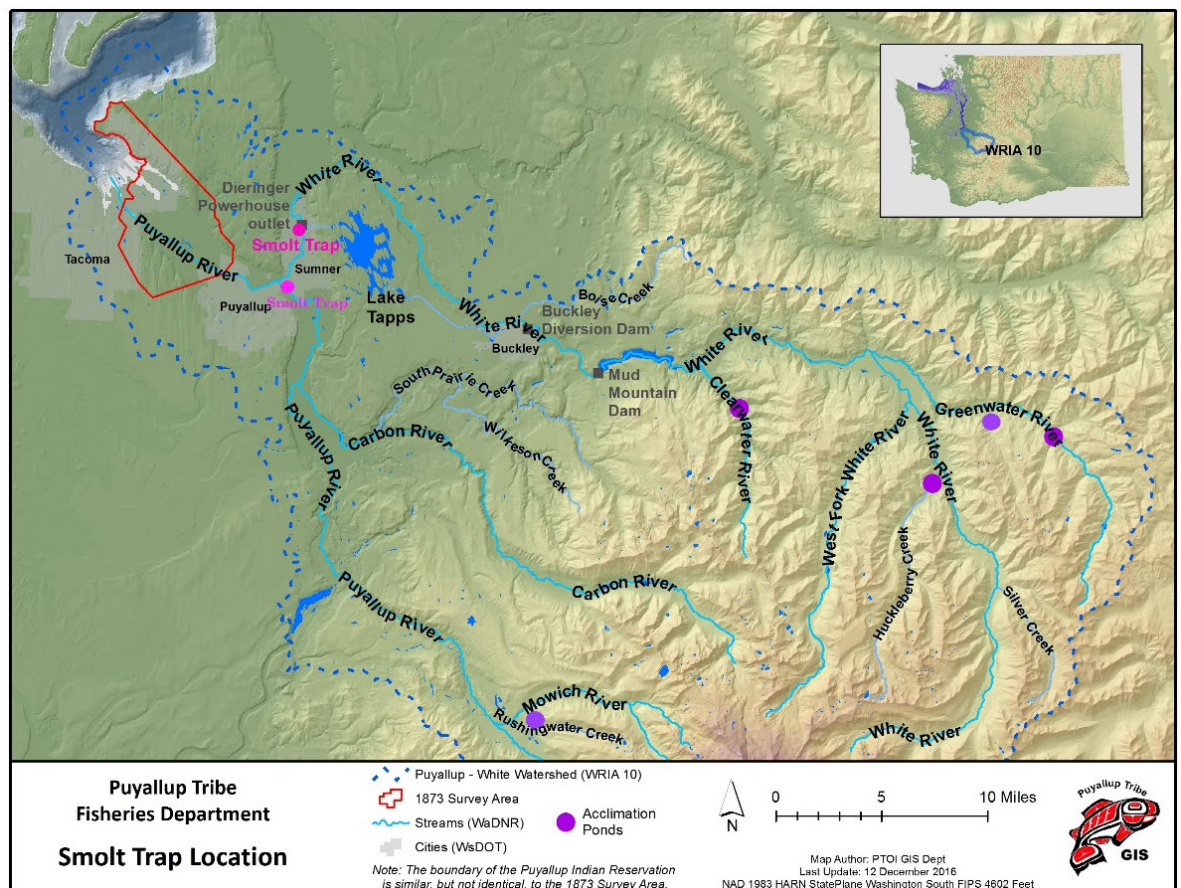 WRIA 10
White River
Dieringer
Powerhouse
outlet
Smolt Trap
Puyallup River
Tacoma
Sumner
Smolt Trap
Puyallup
Lake
Tapps
Boise Creek
White River
Buckley
Diversion Dam
Buckley
White River
Mud
Mountain
Dam
South Prairie Creek
Clearwater River
Greenwater River
Wilkeson Creek
Carbon River
Puyallup River
West Fork White River
White River
Huckleberry Creek
Silver Creek
Carbon River
Puyallup River
Mowich River
Rushingwater Creek
White River
Puyallup Tribe
Fisheries Department
Smolt Trap Location
Puyallup - White Watershed (WRIA 10)
1873 Survey Area
Streams (WaDNR)
Cities (WsDOT)
Acclimation
Ponds
Note: The boundary of the Puyallup Indian Reservation
is similar, but not identical, to the 1873 Survey Area.
N
0 5 10 Miles
Map Author: PTOI GIS Dept
Last Update: 12 December 2016
NAD 1983 HARN StatePlane Washington South FIPS 4602 Feet
Puyallup Tribe
GIS